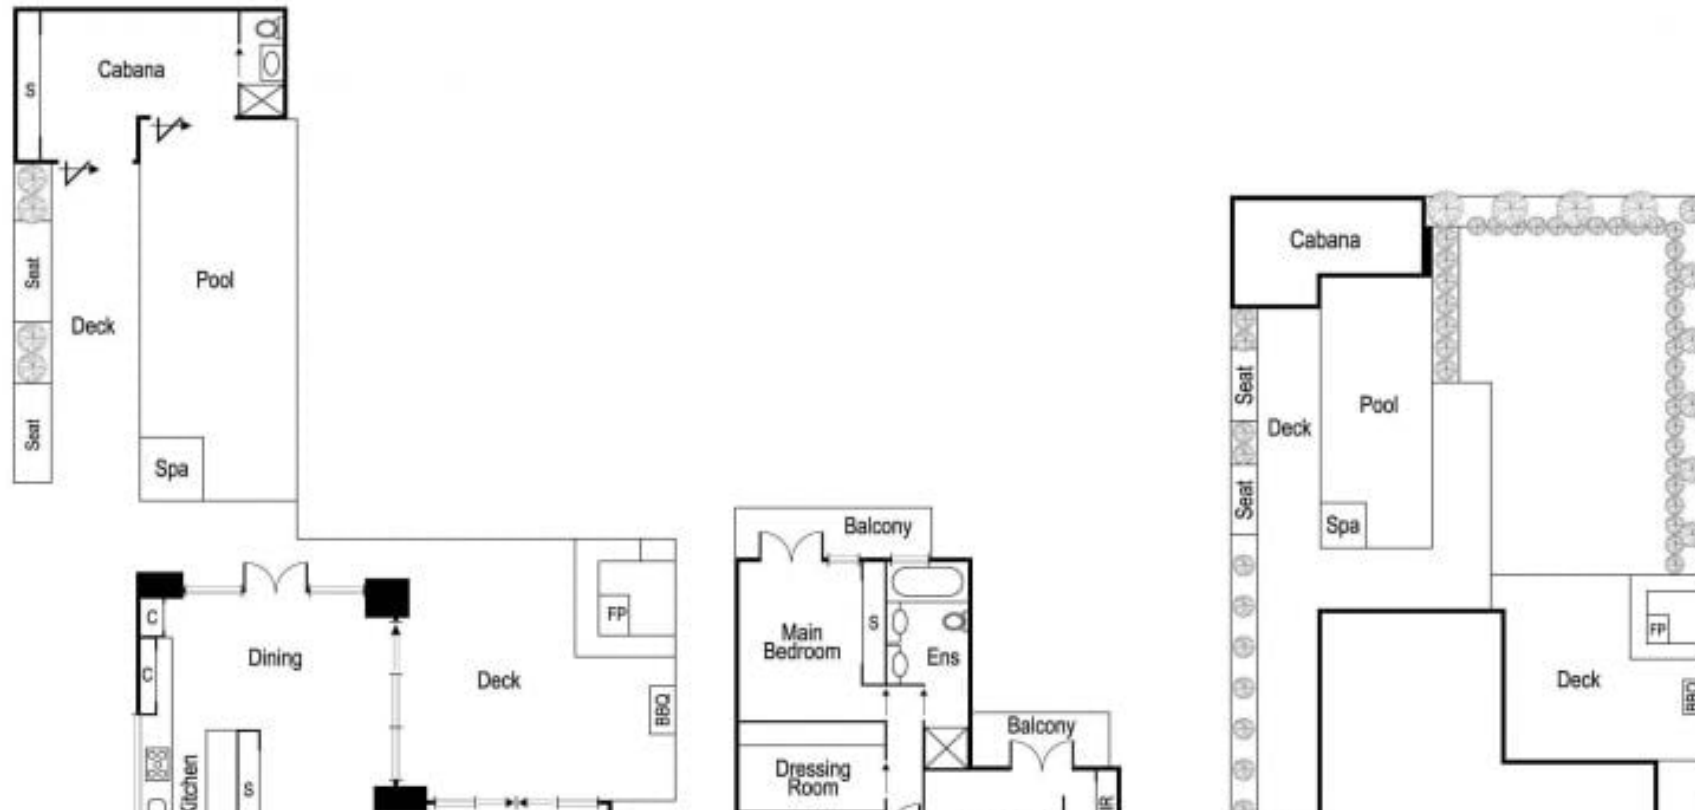 Cabana
S
Seat
Pool
Deck
Seat
Spa
C
C
Dining
FP
Deck
BBQ
Kitchen
S
Balcony
Main
Bedroom
S
Ens
Balcony
Dressing
Room
Cabana
Seat
Pool
Deck
Seat
Spa
FP
Deck
BBQ